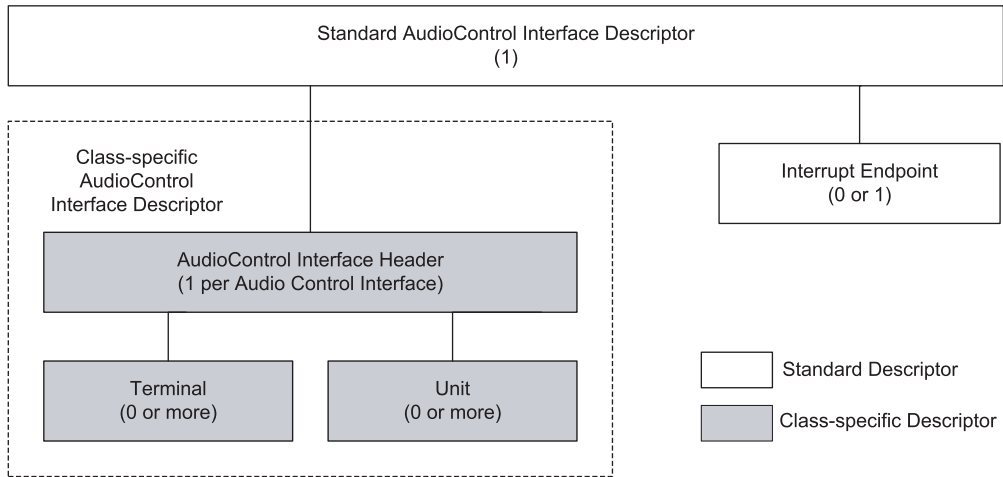 Standard AudioControl Interface Descriptor
(1)
Class-specific
AudioControl
Interface Descriptor
Interrupt Endpoint
(0 or 1)
AudioControl Interface Header
(1 per Audio Control Interface)
Terminal
(0 or more)
Unit
(0 or more)
Standard Descriptor
Class-specific Descriptor